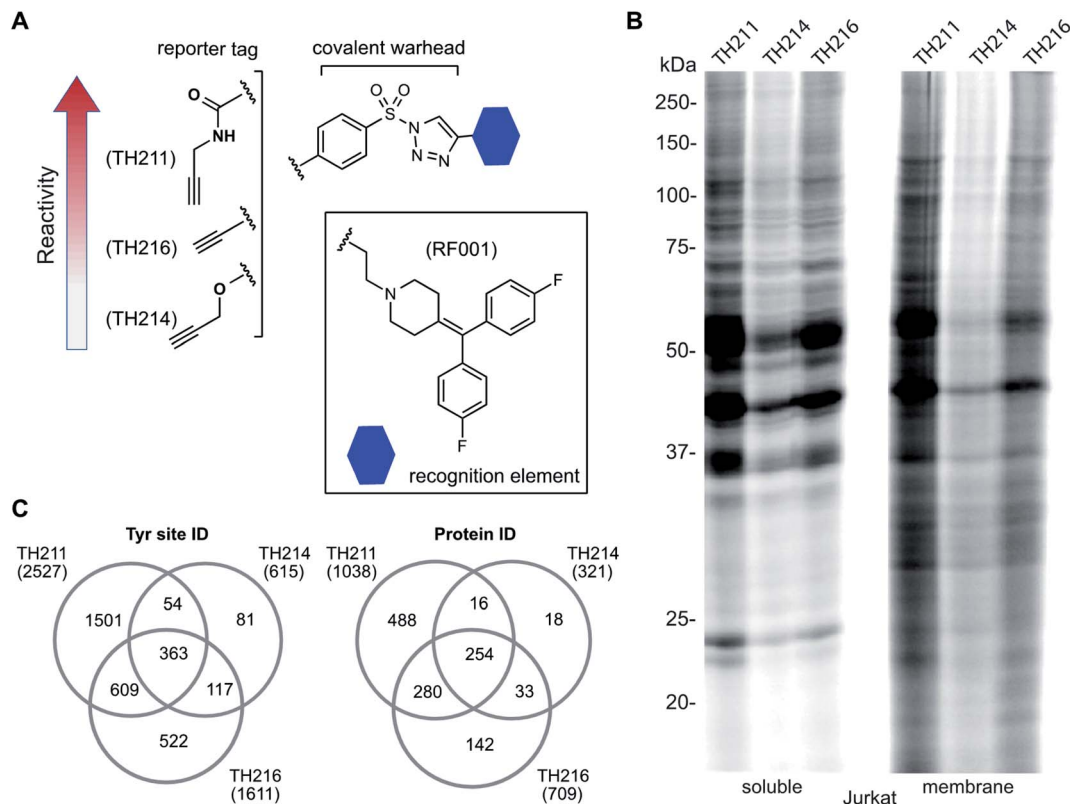 A
reporter tag
covalent warhead
Reactivity
(TH211)
(TH216)
(TH214)
O
NH
O
O O
S
N
N
N
(RF001)
N
F
F
recognition element
B
TH211
TH214
TH216
TH211
TH214
TH216
kDa
250-
150-
100-
75-
50-
37-
25-
20-
soluble
membrane
Jurkat
C
Tyr site ID
TH211
(2527)
TH214
(615)
1501
54
81
363
609
117
522
TH216
(1611)
Protein ID
TH211
(1038)
TH214
(321)
488
16
18
254
280
33
142
TH216
(709)